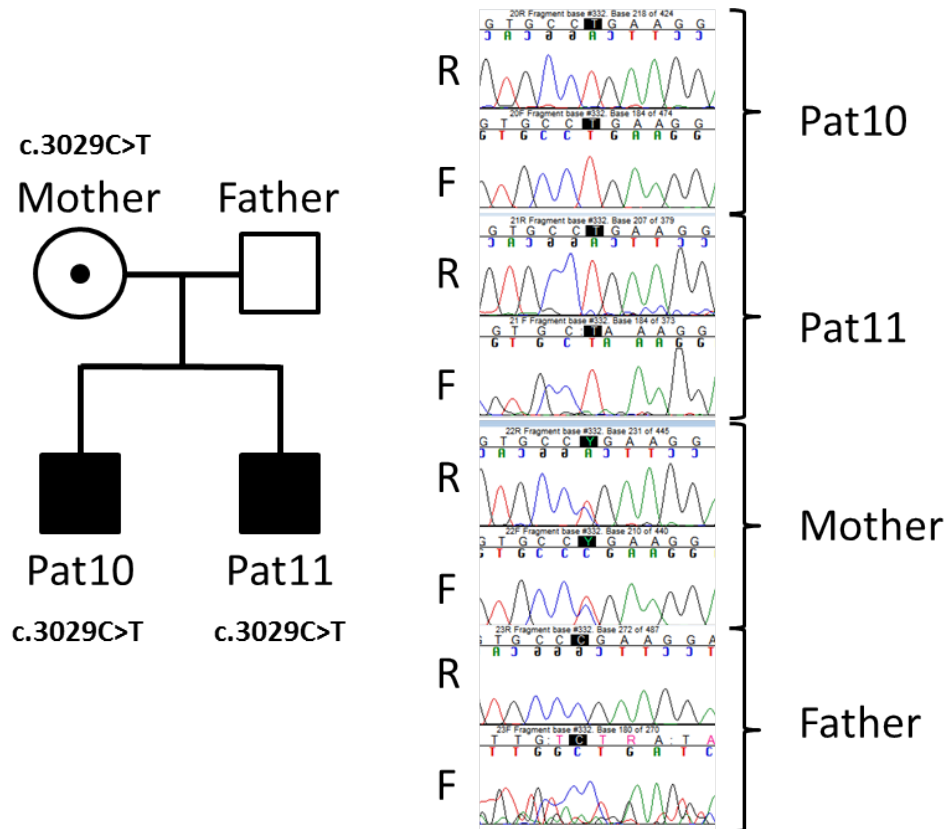 c.3029C>T
Mother Father
Pat10 Pat11
c.3029C>T c.3029C>T
20R Fragment base #332. Base 218 of 424
G T G C C T G A A G G
R
20F Fragment base #332. Base 184 of 474
G T G C C T G A A G G
G T G C C T G A A G G
F
Pat10
21R Fragment base #332. Base 207 of 379
G T G C C T G A A G G
R
21 F Fragment base #332. Base 184 of 373
G T G C : T A A A G G
G T G C T A A A G G
F
Pat11
22R Fragment base #332. Base 231 of 445
G T G C C Y G A A G G
R
22F Fragment base #332. Base 210 of 440
G T G C C Y G A A G G
G T G C C C G A A G G
F
Mother
23R Fragment base #332. Base 272 of 487
G T G C C C G A A G G A
R
23F Fragment base #332. Base 180 of 270
T T G : T C T R A : T A
T T G G C T G A T C
F
Father